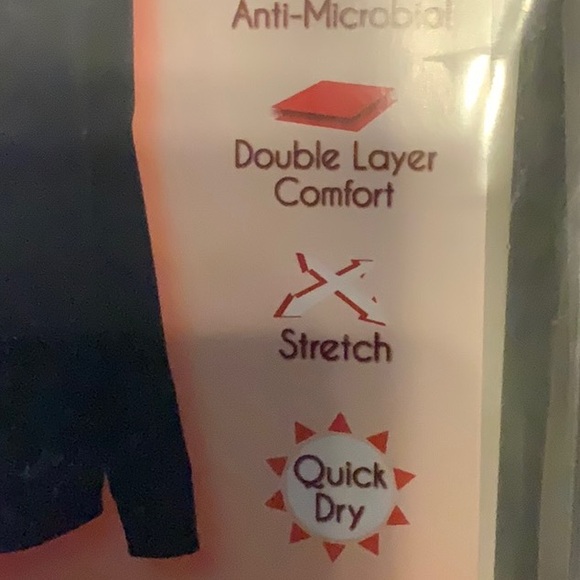 Anti-Microbial
Double Layer
Comfort
Stretch
Quick
Dry